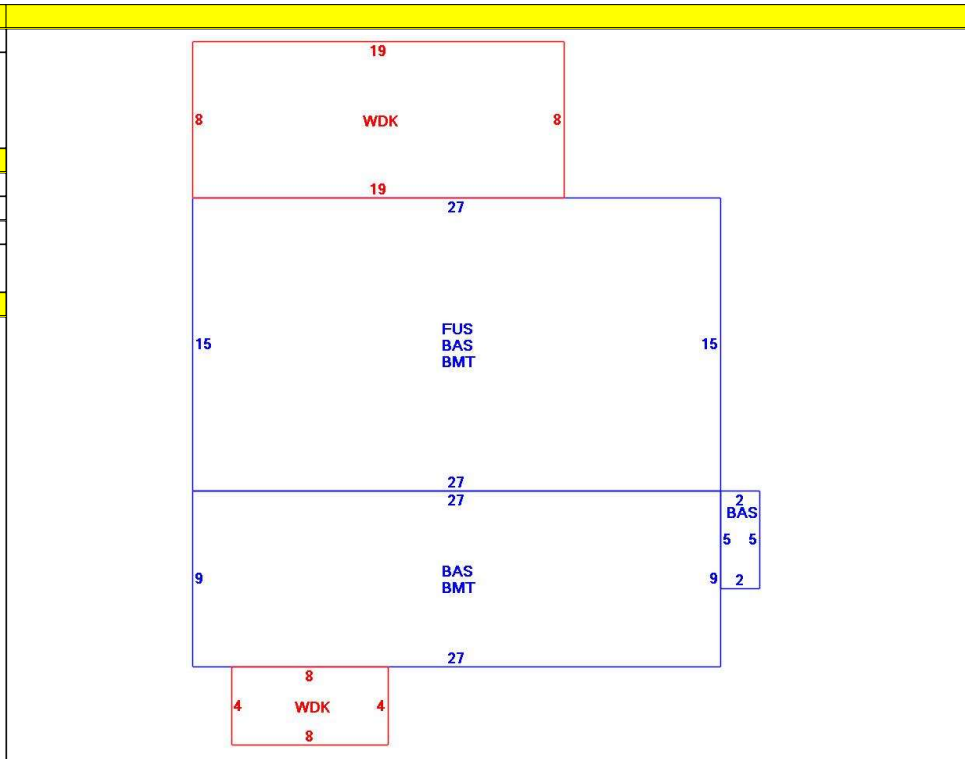 19
8 WDK 8
19
27
FUS
15 BAS 15
BMT
27
27 2
BAS
5 5
BAS
9 BMT 9 2
27
8
4 WDK 4
8